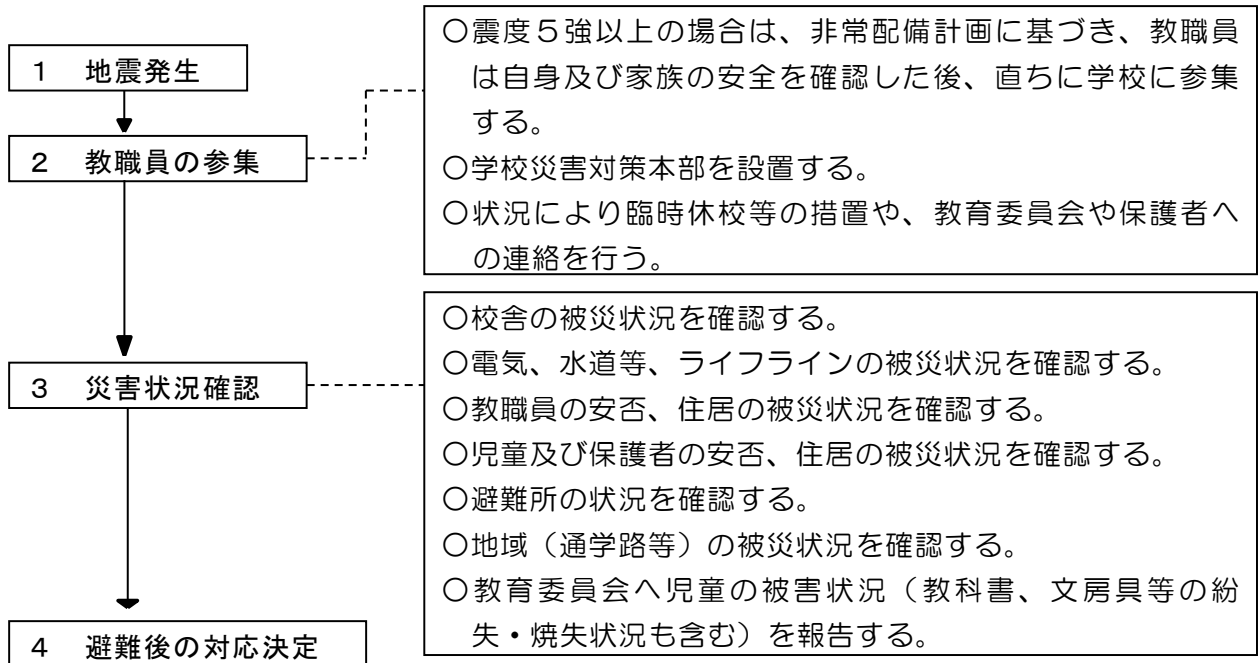 1 地震発生
2 教職員の参集
○震度5強以上の場合は、非常配備計画に基づき、教職員
は自身及び家族の安全を確認した後、直ちに学校に参集
する。
○学校災害対策本部を設置する。
○状況により臨時休校等の措置や、教育委員会や保護者へ
の連絡を行う。
3 災害状況確認
○校舎の被災状況を確認する。
○電気、水道等、ライフラインの被災状況を確認する。
○教職員の安否、住居の被災状況を確認する。
○児童及び保護者の安否、住居の被災状況を確認する。
○避難所の状況を確認する。
○地域（通学路等）の被災状況を確認する。
○教育委員会へ児童の被害状況（教科書、文房具等の紛
失・焼失状況も含む）を報告する。
4 避難後の対応決定